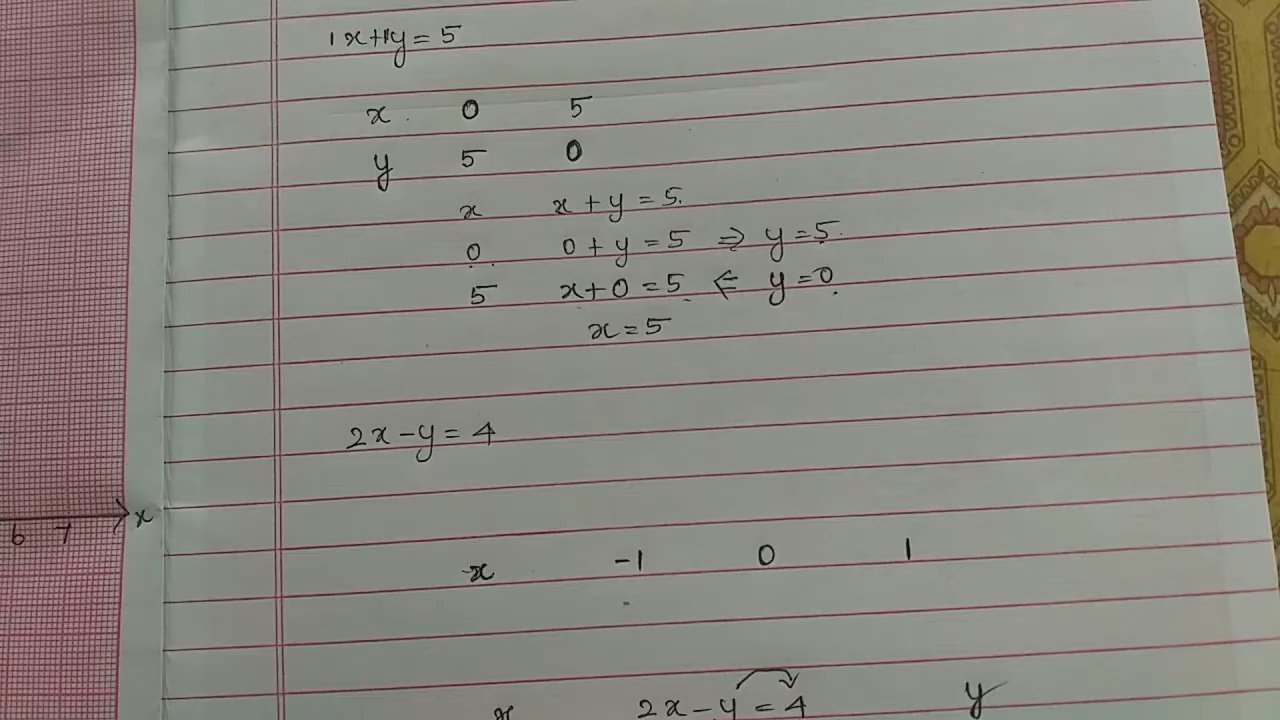 1x+1y=5
x 0 5
y 5 0
x x+y=5
0 0+y=5 ⇒ y=5
5 x+0=5 ⇐ y=0
x=5
2x-y=4
6 7 x
x -1 0 1
x 2x-y=4 y